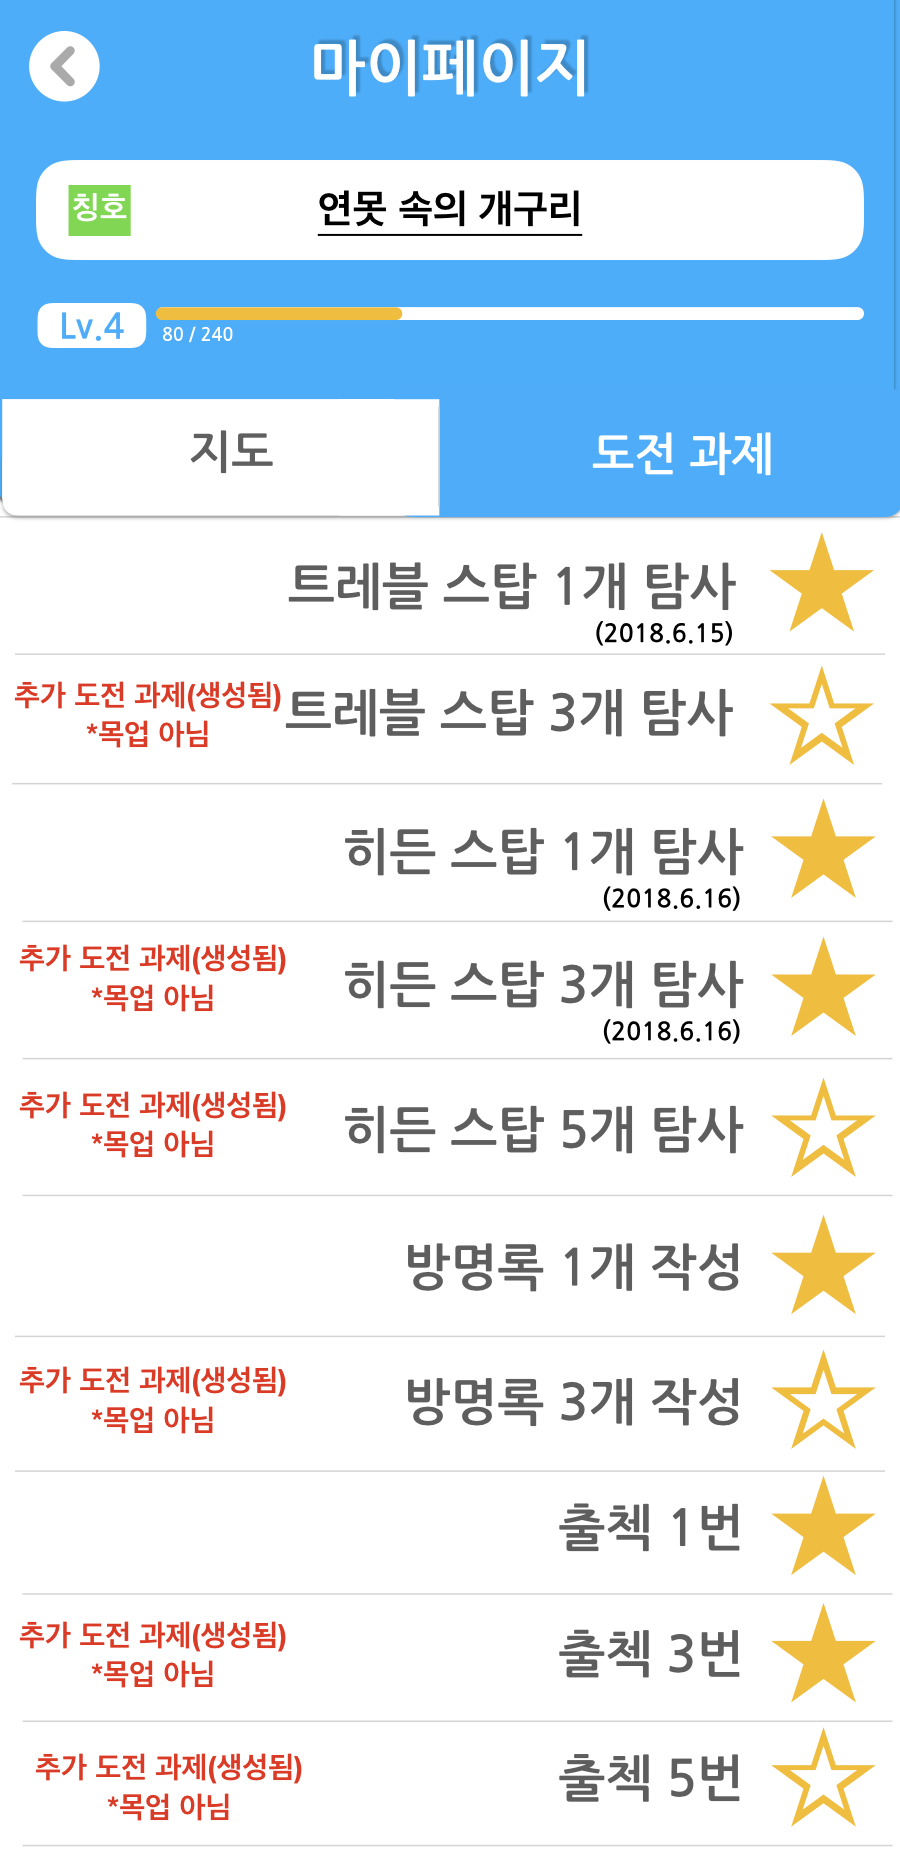 마이페이지
칭호
연못 속의 개구리
Lv.4
80 / 240
지도
도전 과제
트레블 스탑 1개 탐사
(2018.6.15)
추가 도전 과제(생성됨)
*목업 아님
트레블 스탑 3개 탐사
히든 스탑 1개 탐사
(2018.6.16)
추가 도전 과제(생성됨)
*목업 아님
히든 스탑 3개 탐사
(2018.6.16)
추가 도전 과제(생성됨)
*목업 아님
히든 스탑 5개 탐사
방명록 1개 작성
추가 도전 과제(생성됨)
*목업 아님
방명록 3개 작성
출첵 1번
추가 도전 과제(생성됨)
*목업 아님
출첵 3번
추가 도전 과제(생성됨)
*목업 아님
출첵 5번